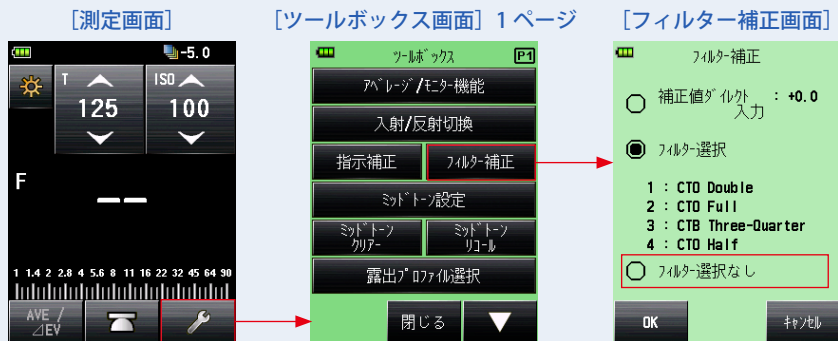 [測定画面]
-5.0
T
125
ISO
100
F
--
1 1.4 2 2.8 4 5.6 8 11 16 22 32 45 64 90
AVE /
⊿EV
[ツールボックス画面] 1 ページ
ﾂｰﾙﾎﾞｯｸｽ
P1
ｱﾍﾞﾚｰｼﾞ/ﾓﾆﾀｰ機能
入射/反射切換
指示補正
ﾌｨﾙﾀｰ補正
ﾐｯﾄﾞﾄｰﾝ設定
ﾐｯﾄﾞﾄｰﾝ
ｸﾘｱｰ
ﾐｯﾄﾞﾄｰﾝ
ﾘｺｰﾙ
露出ﾌﾟﾛﾌｧｲﾙ選択
閉じる
▼
[フィルター補正画面]
ﾌｨﾙﾀｰ補正
補正値ﾀﾞｲﾚｸﾄ : +0.0
入力
ﾌｨﾙﾀｰ選択
1 : CTO Double
2 : CTO Full
3 : CTB Three-Quarter
4 : CTO Half
ﾌｨﾙﾀｰ選択なし
OK
ｷｬﾝｾﾙ